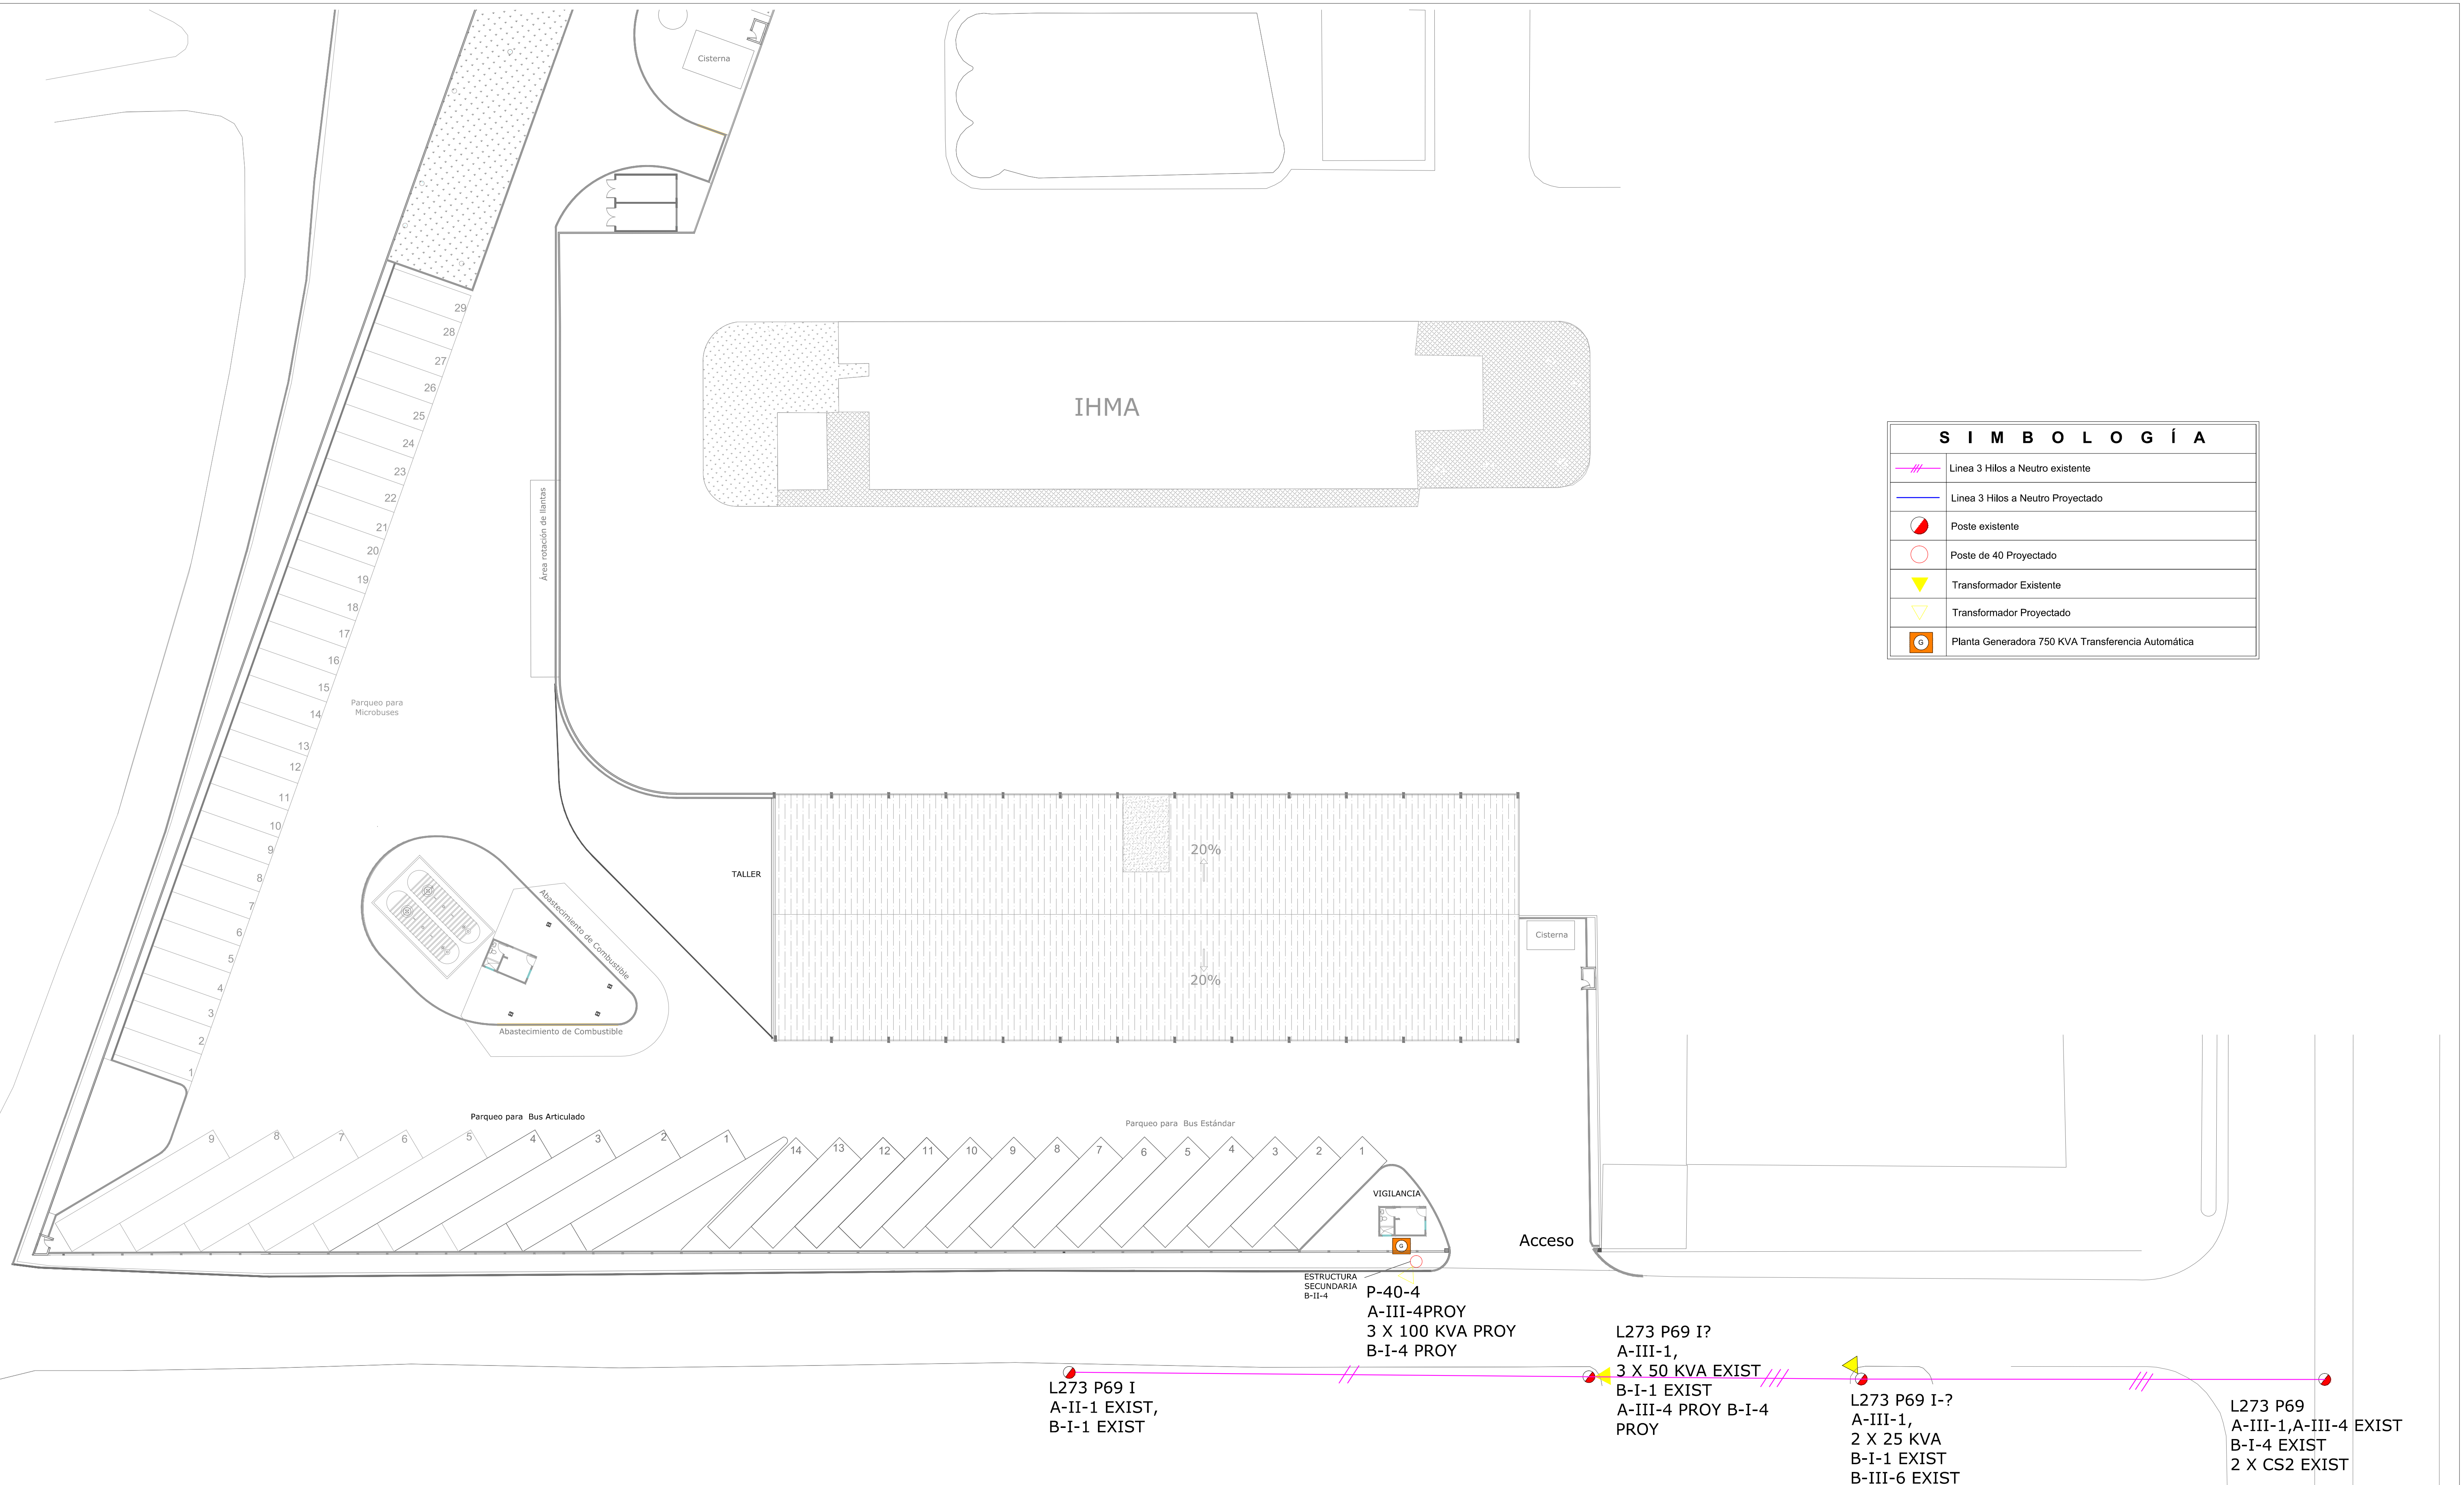 Cisterna
IHMA
29
28
27
26
25
24
23
22
21
20
19
18
17
16
15
14
13
12
11
10
9
8
7
6
5
4
3
2
1
Área rotación de llantas
Parqueo para
Microbuses
S I M B O L O G Í A
Linea 3 Hilos a Neutro existente
Linea 3 Hilos a Neutro Proyectado
Poste existente
Poste de 40 Proyectado
Transformador Existente
Transformador Proyectado
G
Planta Generadora 750 KVA Transferencia Automática
TALLER
20%
20%
Abastecimiento de Combustible
Abastecimiento de Combustible
Cisterna
Parqueo para Bus Articulado
9 8 7 6 5 4 3 2 1
Parqueo para Bus Estándar
14 13 12 11 10 9 8 7 6 5 4 3 2 1
VIGILANCIA
G
Acceso
ESTRUCTURA
SECUNDARIA
B-II-4
P-40-4
A-III-4PROY
3 X 100 KVA PROY
B-I-4 PROY
L273 P69 I
A-II-1 EXIST,
B-I-1 EXIST
L273 P69 I?
A-III-1,
3 X 50 KVA EXIST
B-I-1 EXIST
A-III-4 PROY B-I-4
PROY
L273 P69 I-?
A-III-1,
2 X 25 KVA
B-I-1 EXIST
B-III-6 EXIST
L273 P69
A-III-1,A-III-4 EXIST
B-I-4 EXIST
2 X CS2 EXIST